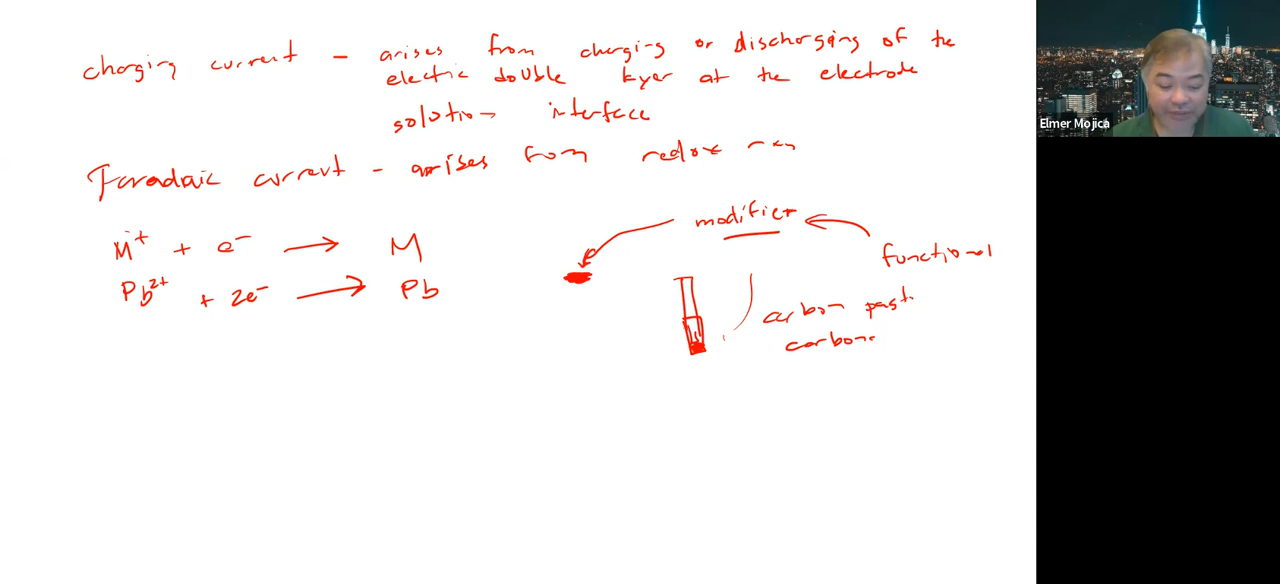 charging current - arises from charging or discharging of the
electric double layer at the electrode
solution interface
Faradaic current - arises from redox rxn
M⁺ + e⁻ → M
Pb²⁺ + 2e⁻ → Pb
modifier
functional
carbon past
carbon
Elmer Mojica